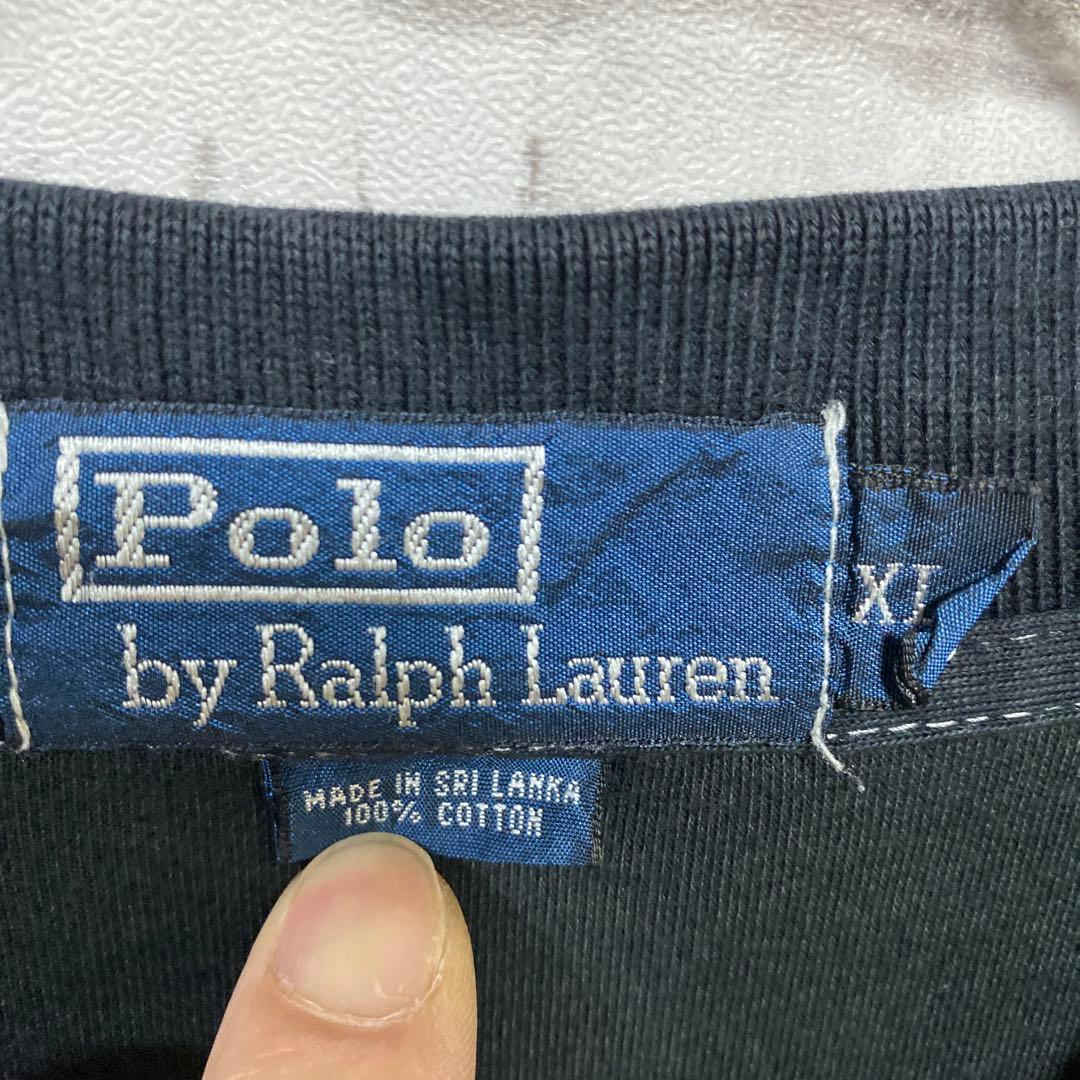 Polo
by Ralph Lauren
XL
MADE IN SRI LANKA
100% COTTON